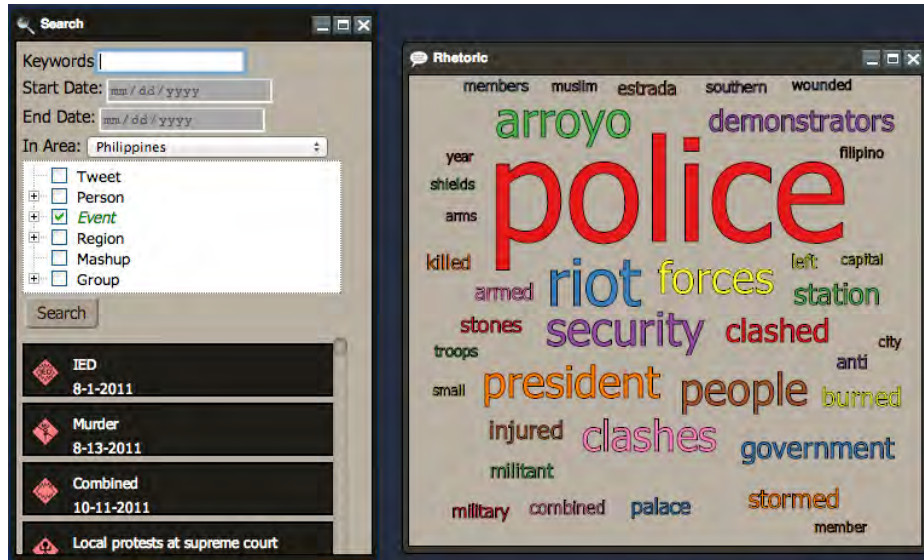 Search
Keywords
Start Date: mm/dd/yyyy
End Date: mm/dd/yyyy
In Area: Philippines
Tweet
Person
Event
Region
Mashup
Group
Search
IED
8-1-2011
Murder
8-13-2011
Combined
10-11-2011
Local protests at supreme court
Rhetoric
members muslim estrada southern wounded
arroyo demonstrators
year police filipino
shields
arms
killed riot forces left capital
armed station
stones security clashed city
troops anti
small president people burned
injured clashes government
militant
military combined palace stormed
member